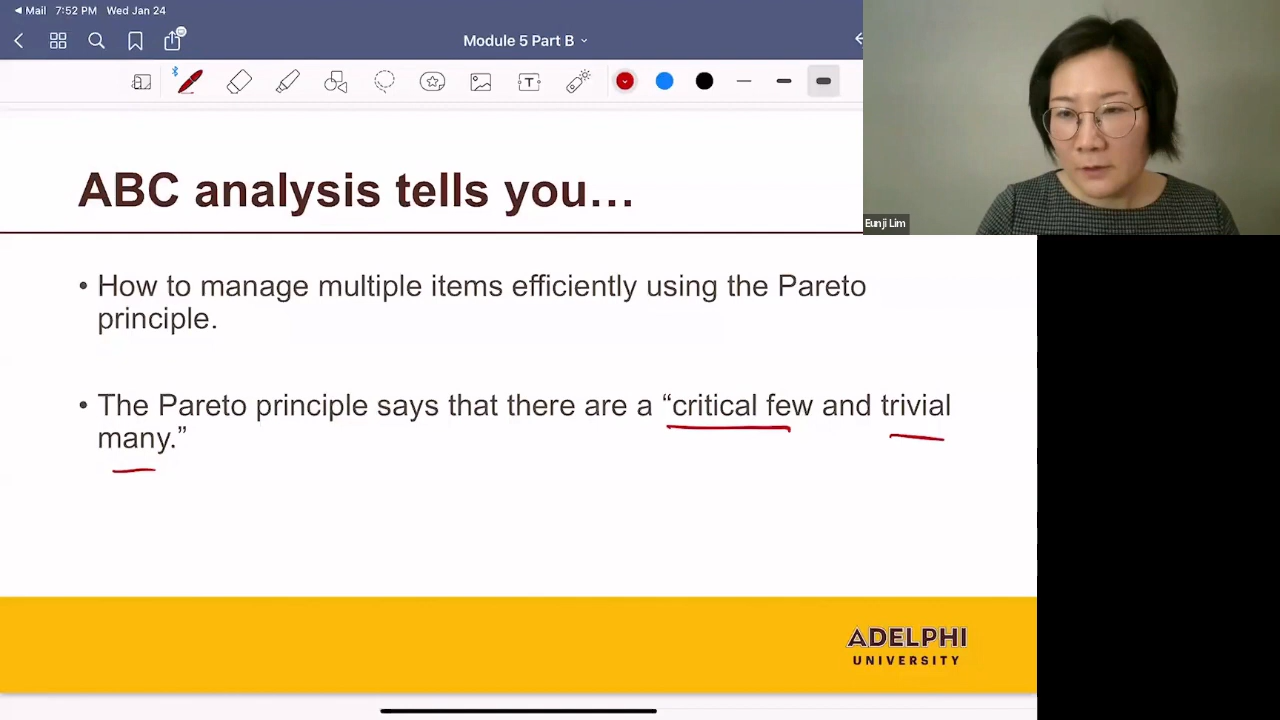 Mail 7:52 PM Wed Jan 24
Module 5 Part B
T
Eunji Lim
ABC analysis tells you…
• How to manage multiple items efficiently using the Pareto
principle.
• The Pareto principle says that there are a “critical few and trivial
many.”
ADELPHI
UNIVERSITY